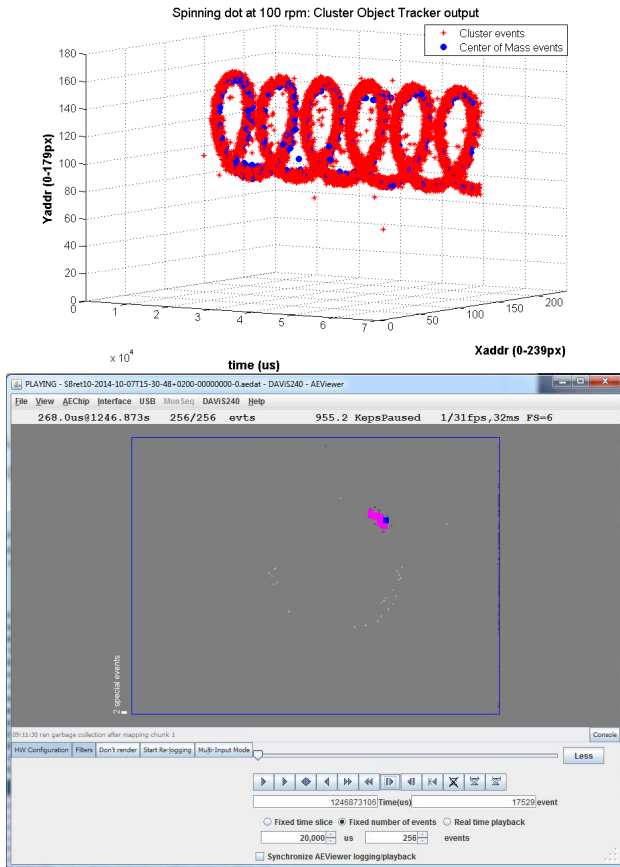 Spinning dot at 100 rpm: Cluster Object Tracker output
Cluster events
Center of Mass events
180
160
140
120
100
80
60
40
20
0
Yaddr (0-179px)
0
1
2
3
4
5
6
7
x 10^4
time (us)
0
50
100
150
200
Xaddr (0-239px)
PLAYING - SBret10-2014-10-07T15-30-48+0200-00000000-0.aedat - DAViS240 - AEViewer
File View AEChip Interface USB MonSeq DAViS240 Help
268.0us@1246.873s 256/256 evts 955.2 KepsPaused 1/31fps,32ms FS=6
2 special events
09:11:30 ran garbage collection after mapping chunk 1
Console
HW Configuration Filters Don't render Start Re-logging Multi-Input Mode
Less
1246873106 Time(us) 17529 event
Fixed time slice Fixed number of events Real time playback
20,000 us 256 events
Synchronize AEViewer logging/playback